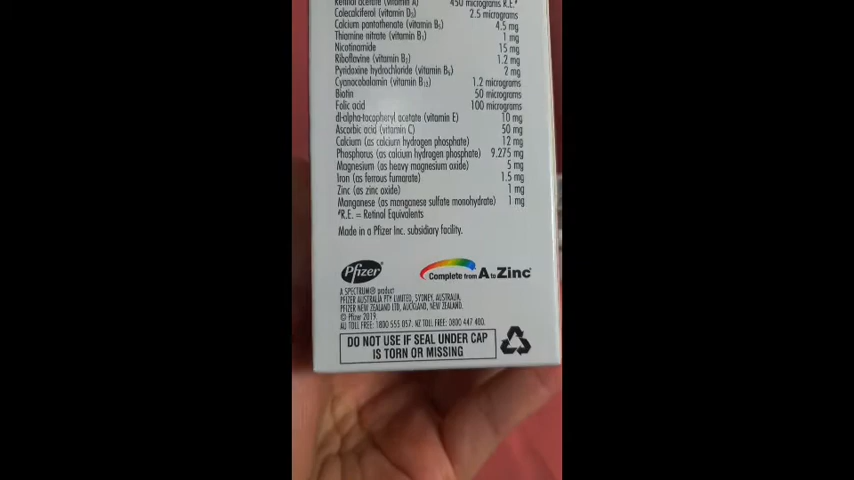 Retinol acetate (vitamin A) 450 micrograms R.E.#
Colecalciferol (vitamin D3) 2.5 micrograms
Calcium pantothenate (vitamin B5) 4.5 mg
Thiamine nitrate (vitamin B1) 1 mg
Nicotinamide 15 mg
Riboflavine (vitamin B2) 1.2 mg
Pyridoxine hydrochloride (vitamin B6) 2 mg
Cyanocobalamin (vitamin B12) 1.2 micrograms
Biotin 50 micrograms
Folic acid 100 micrograms
dl-alpha-tocopheryl acetate (vitamin E) 10 mg
Ascorbic acid (vitamin C) 50 mg
Calcium (as calcium hydrogen phosphate) 12 mg
Phosphorus (as calcium hydrogen phosphate) 9.275 mg
Magnesium (as heavy magnesium oxide) 5 mg
Iron (as ferrous fumarate) 1.5 mg
Zinc (as zinc oxide) 1 mg
Manganese (as manganese sulfate monohydrate) 1 mg
#R.E. = Retinol Equivalents
Made in a Pfizer Inc. subsidiary facility.
Pfizer
Complete from A to Zinc
A SPECTRUM® product
PFIZER AUSTRALIA PTY LIMITED, SYDNEY, AUSTRALIA.
PFIZER NEW ZEALAND LTD, AUCKLAND, NEW ZEALAND.
© Pfizer 2019.
AU TOLL FREE: 1800 555 057. NZ TOLL FREE: 0800 447 400.
DO NOT USE IF SEAL UNDER CAP
IS TORN OR MISSING